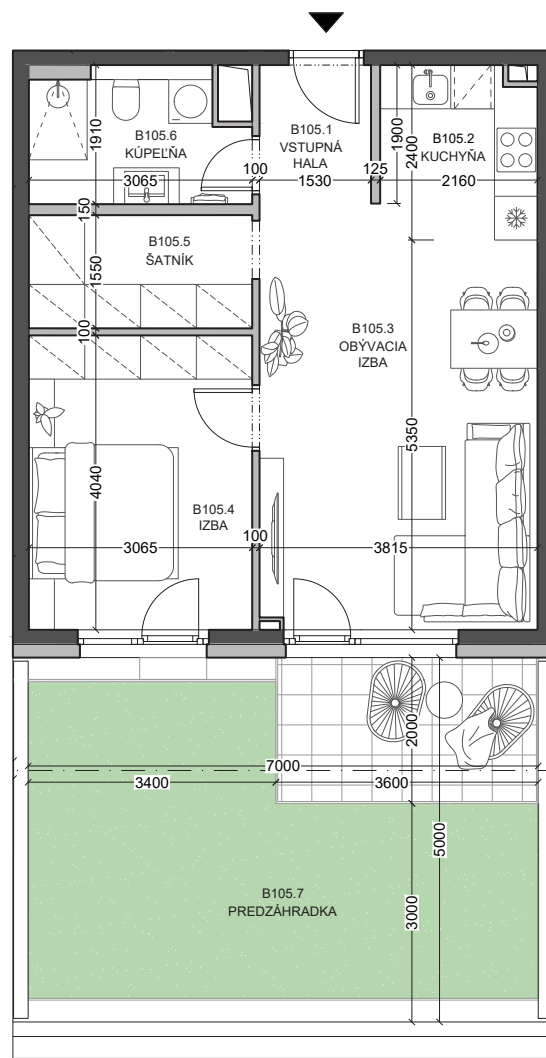 B105.6
KÚPEĽŇA
B105.1
VSTUPNÁ
HALA
B105.2
KUCHYŇA
1910
1900
2400
3065
100
1530
125
2160
150
B105.5
ŠATNÍK
1550
100
B105.3
OBÝVACIA
IZBA
5350
4040
B105.4
IZBA
3065
100
3815
2000
7000
3400
3600
5000
B105.7
PREDZÁHRADKA
3000